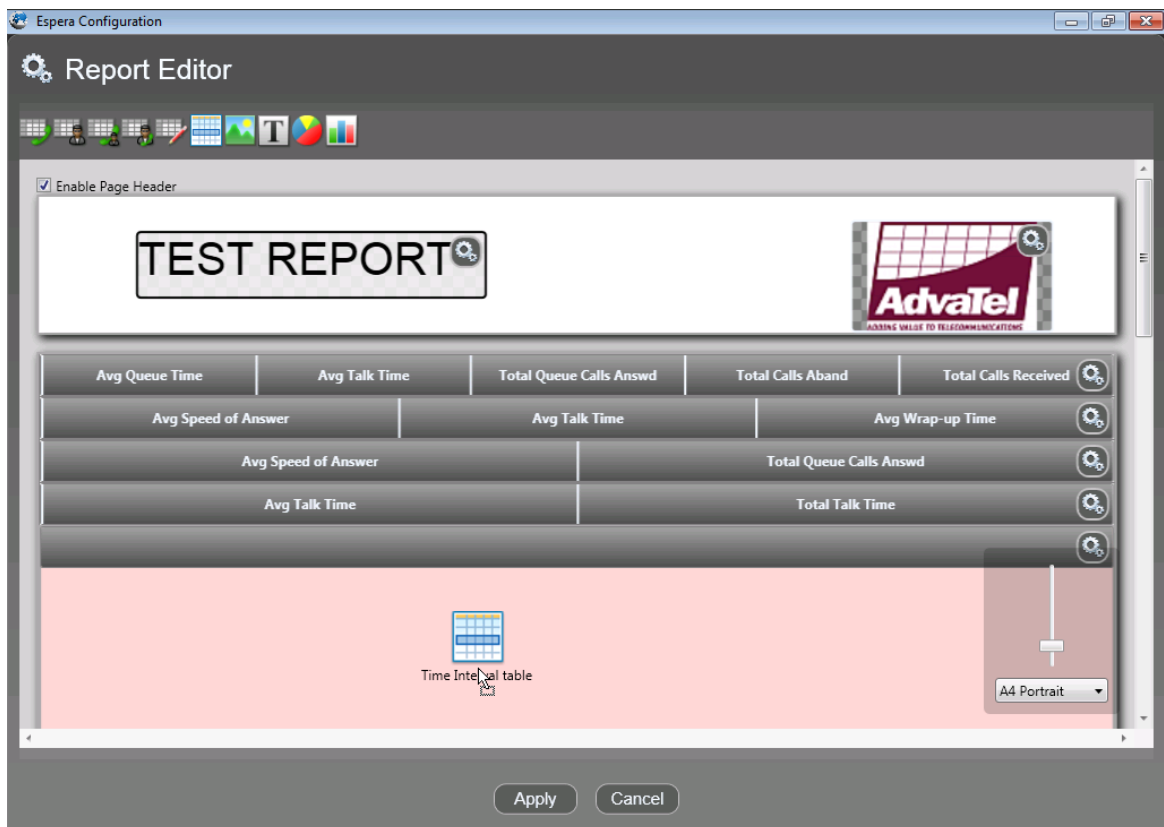 Espera Configuration
Report Editor
T
Enable Page Header
TEST REPORT
AdvaTel
ADDING VALUE TO TELECOMMUNICATIONS
Avg Queue Time Avg Talk Time Total Queue Calls Answd Total Calls Aband Total Calls Received
Avg Speed of Answer Avg Talk Time Avg Wrap-up Time
Avg Speed of Answer Total Queue Calls Answd
Avg Talk Time Total Talk Time
Time Interval table
A4 Portrait
Apply Cancel